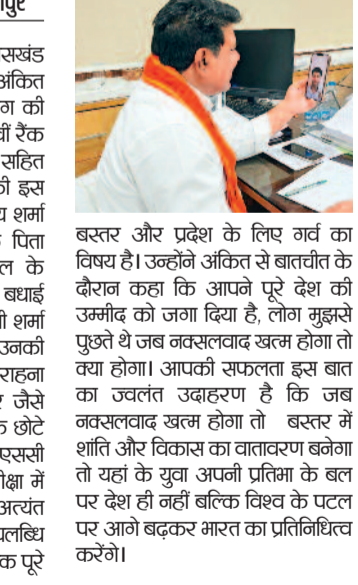 पुर
सखंड
अंकित
ग की
वीं रैंक
सहित
की इस
य शर्मा
पिता
ल के
बधाई
ी शर्मा
उनकी
राहना
जैसे
के छोटे
एससी
ीक्षा में
अत्यंत
पलब्धि
क पूरे
बस्तर और प्रदेश के लिए गर्व का
विषय है। उन्होंने अंकित से बातचीत के
दौरान कहा कि आपने पूरे देश की
उम्मीद को जगा दिया है, लोग मुझसे
पुछते थे जब नक्सलवाद खत्म होगा तो
क्या होगा। आपकी सफलता इस बात
का ज्वलंत उदाहरण है कि जब
नक्सलवाद खत्म होगा तो बस्तर में
शांति और विकास का वातावरण बनेगा
तो यहां के युवा अपनी प्रतिभा के बल
पर देश ही नहीं बल्कि विश्व के पटल
पर आगे बढ़कर भारत का प्रतिनिधित्व
करेंगे।